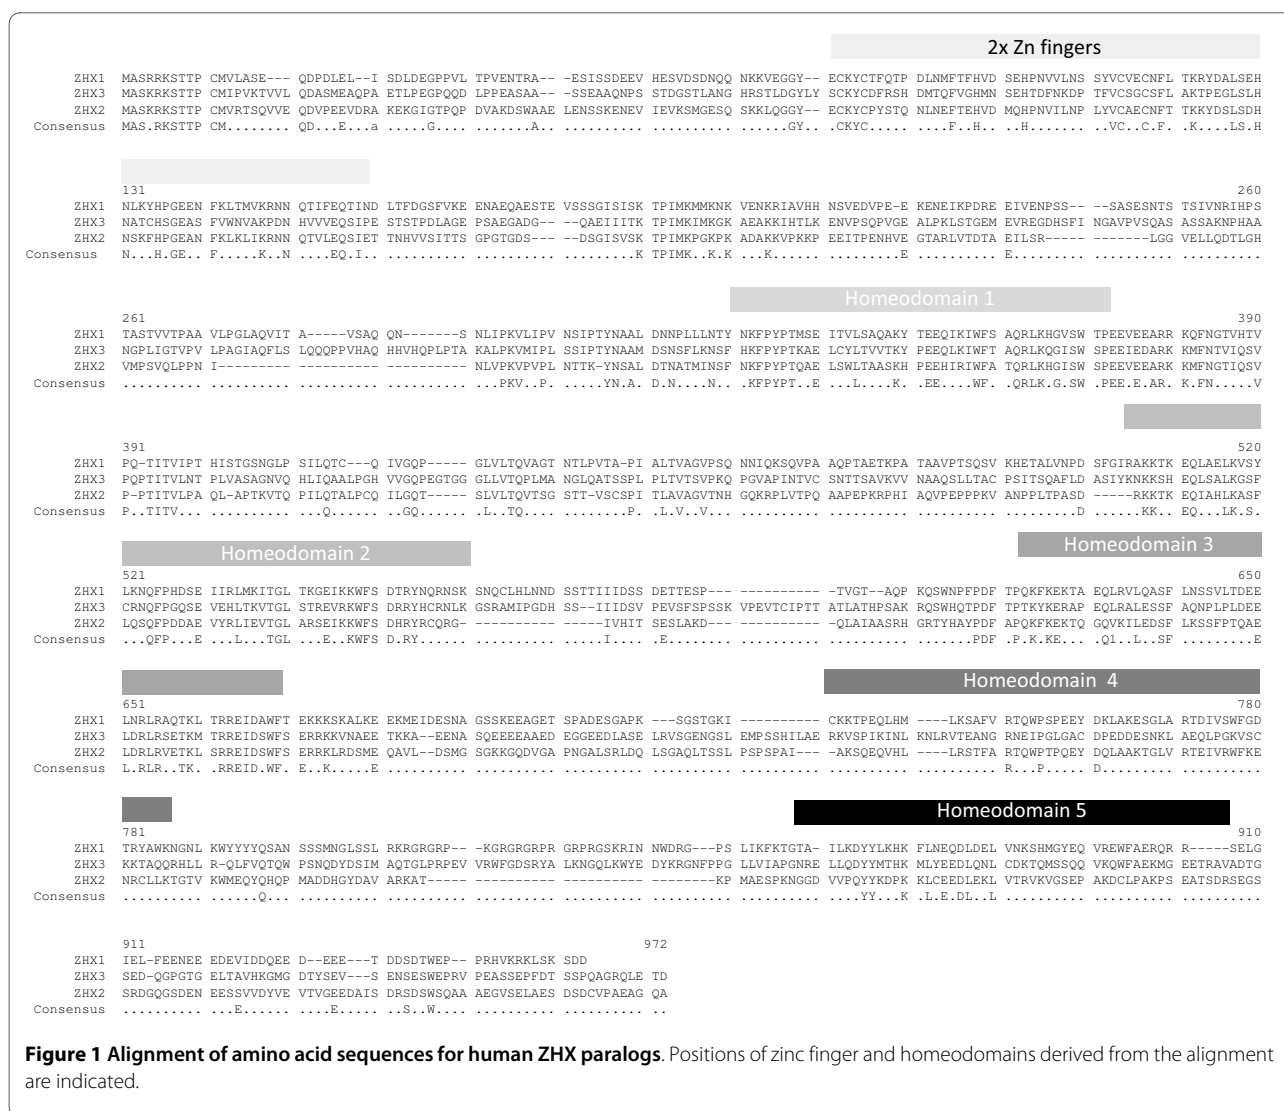 2x Zn fingers
ZHX1 MASRRKSTTP CMVLASE--- QDPDLEL--I SDLDEGPPVL TPVENTRA-- -ESISSDEEV HESVDSDNQQ NKKVEGGY-- ECKYCTFQTP DLNMFTFHVD SEHPNVVLNS SYVCVECNFL TKRYDALSEH
ZHX3 MASKRKSTTP CMIPVKTVVL QDASMEAQPA ETLPEGPQQD LPPEASAA-- -SSEAAQNPS STDGSTLANG HRSTLDGYLY SCKYCDFRSH DMTQFVGHMN SEHTDFNKDP TFVCSGCSFL AKTPEGLSLH
ZHX2 MASKRKSTTP CMVRTSQVVE QDVPEEVDRA KEKGIGTPQP DVAKDSWAAE LENSSKENEV IEVKSMGESQ SKKLQGGY-- ECKYCPYSTQ NLNEFTEHVD MQHPNVILNP LYVCAECNFT TKKYDSLSDH
Consensus MAS.RKSTTP CM........ QD...E...a .....G.... ......A... .......... .......... .......GY.. .CKYC..... ....F..H.. ..H....... ..VC..C.F. .K....LS.H
131 260
ZHX1 NLKYHPGEEN FKLTMVKRNN QTIFEQTIND LTFDGSFVKE ENAEQAESTE VSSSGISISK TPIMKMMKNK VENKRIAVHH NSVEDVPE-E KENEIKPDRE EIVENPSS-- --SASESNTS TSIVNRIHPS
ZHX3 NATCHSGEAS FVWNVAKPDN HVVVEQSIPE STSTPDLAGE PSAEGADG-- -QAEIIITK TPIMKIMKGK AEAKKIHTLK ENVPSQPVGE ALPKLSTGEM EVREGDHSFI NGAVPVSQAS ASSAKNPHAA
ZHX2 NSKFHPGEAN FKLKLIKRNN QTVLEQSIET TNHVVSITTS GPGTGDS--- -DSGISVSK TPIMKPGKPK ADAKKVPKKP EEITPENHVE GTARLVTDTA EILSR----- -----LGG VELLQDTLGH
Consensus N...H.GE.. F.....K..N ....EQ.I.. .......... .......... .........K TPIMK..K.K ...K...... .........E .......... E......... .......... ..........
Homeodomain 1
261 390
ZHX1 TASTVVTPAA VLPGLAQVIT A-----VSAQ QN-------S NLIPKVLIPV NSIPTYNAAL DNNPLLLNTY NKFPYPTMSE ITVLSAQAKY TEEQIKIWFS AQRLKHGVSW TPEEVEEARR KQFNGTVHTV
ZHX3 NGPLIGTVPV LPAGIAQFLS LQQQPPVHAQ HHVHQPLPTA KALPKVMIPL SSIPTYNAAM DSNSFLKNSF HKFPYPTKAE LCYLTVVTKY PEEQLKIWFT AQRLKQGISW SPEEIEDARK KMFNTVIQSV
ZHX2 VMPSVQLPPN I--------- ---------- ---------- NLVPKVPVPL NTTK-YNSAL DTNATMINSF NKFPYPTQAE LSWLTAASKH PEEHIRIWFA TQRLKHGISW SPEEVEEARK KMFNGTIQSV
Consensus .......... .......... .......... .......... ...PKV..P. .....YN.A. D.N....N.. .KFPYPT..E ...L....K. .EE...WF.. .QRLK.G.SW .PEE.E.AR. K.FN.....V
391 520
ZHX1 PQ-TITVIPT HISTGSNGLP SILQTC---Q IVGQP----- GLVLTQVAGT NTLPVTA-PI ALTVAGVPSQ NNIQKSQVPA AQPTAETKPA TAAVPTSQSV KHETALVNPD SFGIRAKKTK EQLAELKVSY
ZHX3 PQPTITVLNT PLVASAGNVQ HLIQAALPGH VVGQPEGTGG GLLVTQPLMA NGLQATSSPL PLTVTSVPKQ PGVAPINTVC SNTTSAVKVV NAAQSLLTAC PSITSQAFLD ASIYKNKKSH EQLSALKGSF
ZHX2 P-PTITVLPA QL-APTKVTQ PILQTALPCQ ILGQT----- SLVLTQVTSG STT-VSCSPI TLAVAGVTNH GQKRPLVTPQ AAPEPKRPHI AQVPEPPPKV ANPPLTPASD -----RKKTK EQIAHLKASF
Consensus P..TITV... .......... ...Q...... ..GQ...... .L..TQ.... ........P. .L.V..V... .......... .......... .......... .........D .....KK... EQ...LK.S.
Homeodomain 2
Homeodomain 3
521 650
ZHX1 LKNQFPHDSE IIRLMKITGL TKGEIKKWFS DTRYNQRNSK SNQCLHLNND SSTTIIIDSS DETTESP--- ---------- -TVGT--AQP KQSWNPFPDF TPQKFKEKTA EQLRVLQASF LNSSVLTDEE
ZHX3 CRNQFPGQSE VEHLTKVTGL STREVRKWFS DRRYHCRNLK GSRAMIPGDH SS--IIIDSV PEVSFSPSSK VPEVTCIPTT ATLATHPSAK RQSWHQTPDF TPTKYKERAP EQLRALESSF AQNPLPLDEE
ZHX2 LQSQFPDDAE VYRLIEVTGL ARSEIKKWFS DHRYRCQRG- -------IVHIT SESLAKD--- ---------- -QLAIAASRH GRTYHAYPDF APQKFKEKTQ GQVKILEDSF LKSSFPTQAE
Consensus ...QFP...E ...L...TGL ...E..KWFS D.RY...... .......... ....I..... .E........ .......... .......... .......PDF .P.K.KE... .Ql..L..SF .........E
Homeodomain 4
651 780
ZHX1 LNRLRAQTKL TRREIDAWFT EKKKSKALKE EKMEIDESNA GSSKEEAGET SPADESGAPK ---SGSTGKI ---------- CKKTPEQLHM ----LKSAFV RTQWPSPEEY DKLAKESGLA RTDIVSWFGD
ZHX3 LDRLRSETKM TRREIDSWFS ERRKKVNAEE TKKA--EENA SQEEEEAAED EGGEEDLASE LRVSGENGSL EMPSSHILAE RKVSPIKINL KNLRVTEANG RNEIPGLGAC DPEDDESNKL AEQLPGKVSC
ZHX2 LDRLRVETKL SRREIDSWFS ERRKLRDSME QAVL--DSMG SGKKGQDVGA PNGALSRLDQ LSGAQLTSSL PSPSPAI--- -AKSQEQVHL ----LRSTFA RTQWPTPQEY DQLAAKTGLV RTEIVRWFKE
Consensus L.RLR..TK. .RREID.WF. E..K.....E .......... .......... .......... .......... .......... .......... .......... R...P..... D......... ..........
Homeodomain 5
781 910
ZHX1 TRYAWKNGNL KWYYYYQSAN SSSMNGLSSL RKRGRGRP-- -KGRGRGRPR GRPRGSKRIN NWDRG---PS LIKFKTGTA- ILKDYYLKHK FLNEQDLDEL VNKSHMGYEQ VREWFAERQR R-----SELG
ZHX3 KKTAQQRHLL R-QLFVQTQW PSNQDYDSIM AQTGLPRPEV VRWFGDSRYA LKNGQLKWYE DYKRGNFPPG LLVIAPGNRE LLQDYYMTHK MLYEEDLQNL CDKTQMSSQQ VKQWFAEKMG EETRAVADTG
ZHX2 NRCLLKTGTV KWMEQYQHQP MADDHGYDAV ARKAT----- ---------- ---------- --------KP MAESPKNGGD VVPQYYKDPK KLCEEDLEKL VTRVKVGSEP AKDCLPAKPS EATSDRSEGS
Consensus .......... ......Q... .......... .......... .......... .......... .......... .......... ....YY...K .L.E.DL..L .......... .......... ..........
911 972
ZHX1 IEL-FEENEE EDEVIDDQEE D--EEE---T DDSDTWEP-- PRHVKRKLSK SDD
ZHX3 SED-QGPGTG ELTAVHKGMG DTYSEV---S ENSESWEPRV PEASSEPFDT SSPQAGRQLE TD
ZHX2 SRDGQGSDEN EESSVVDYVE VTVGEEDAIS DRSDSWSQAA AEGVSELAES DSDCVPAEAG QA
Consensus .......... ...E...... .....E.... ..S..W.... .......... .......... ..
Figure 1 Alignment of amino acid sequences for human ZHX paralogs. Positions of zinc finger and homeodomains derived from the alignment
are indicated.